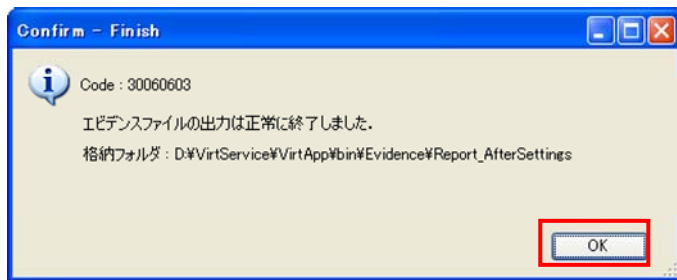 Confirm - Finish
Code : 30060603
エビデンスファイルの出力は正常に終了しました.
格納フォルダ : D:¥VirtService¥VirtApp¥bin¥Evidence¥Report_AfterSettings
OK